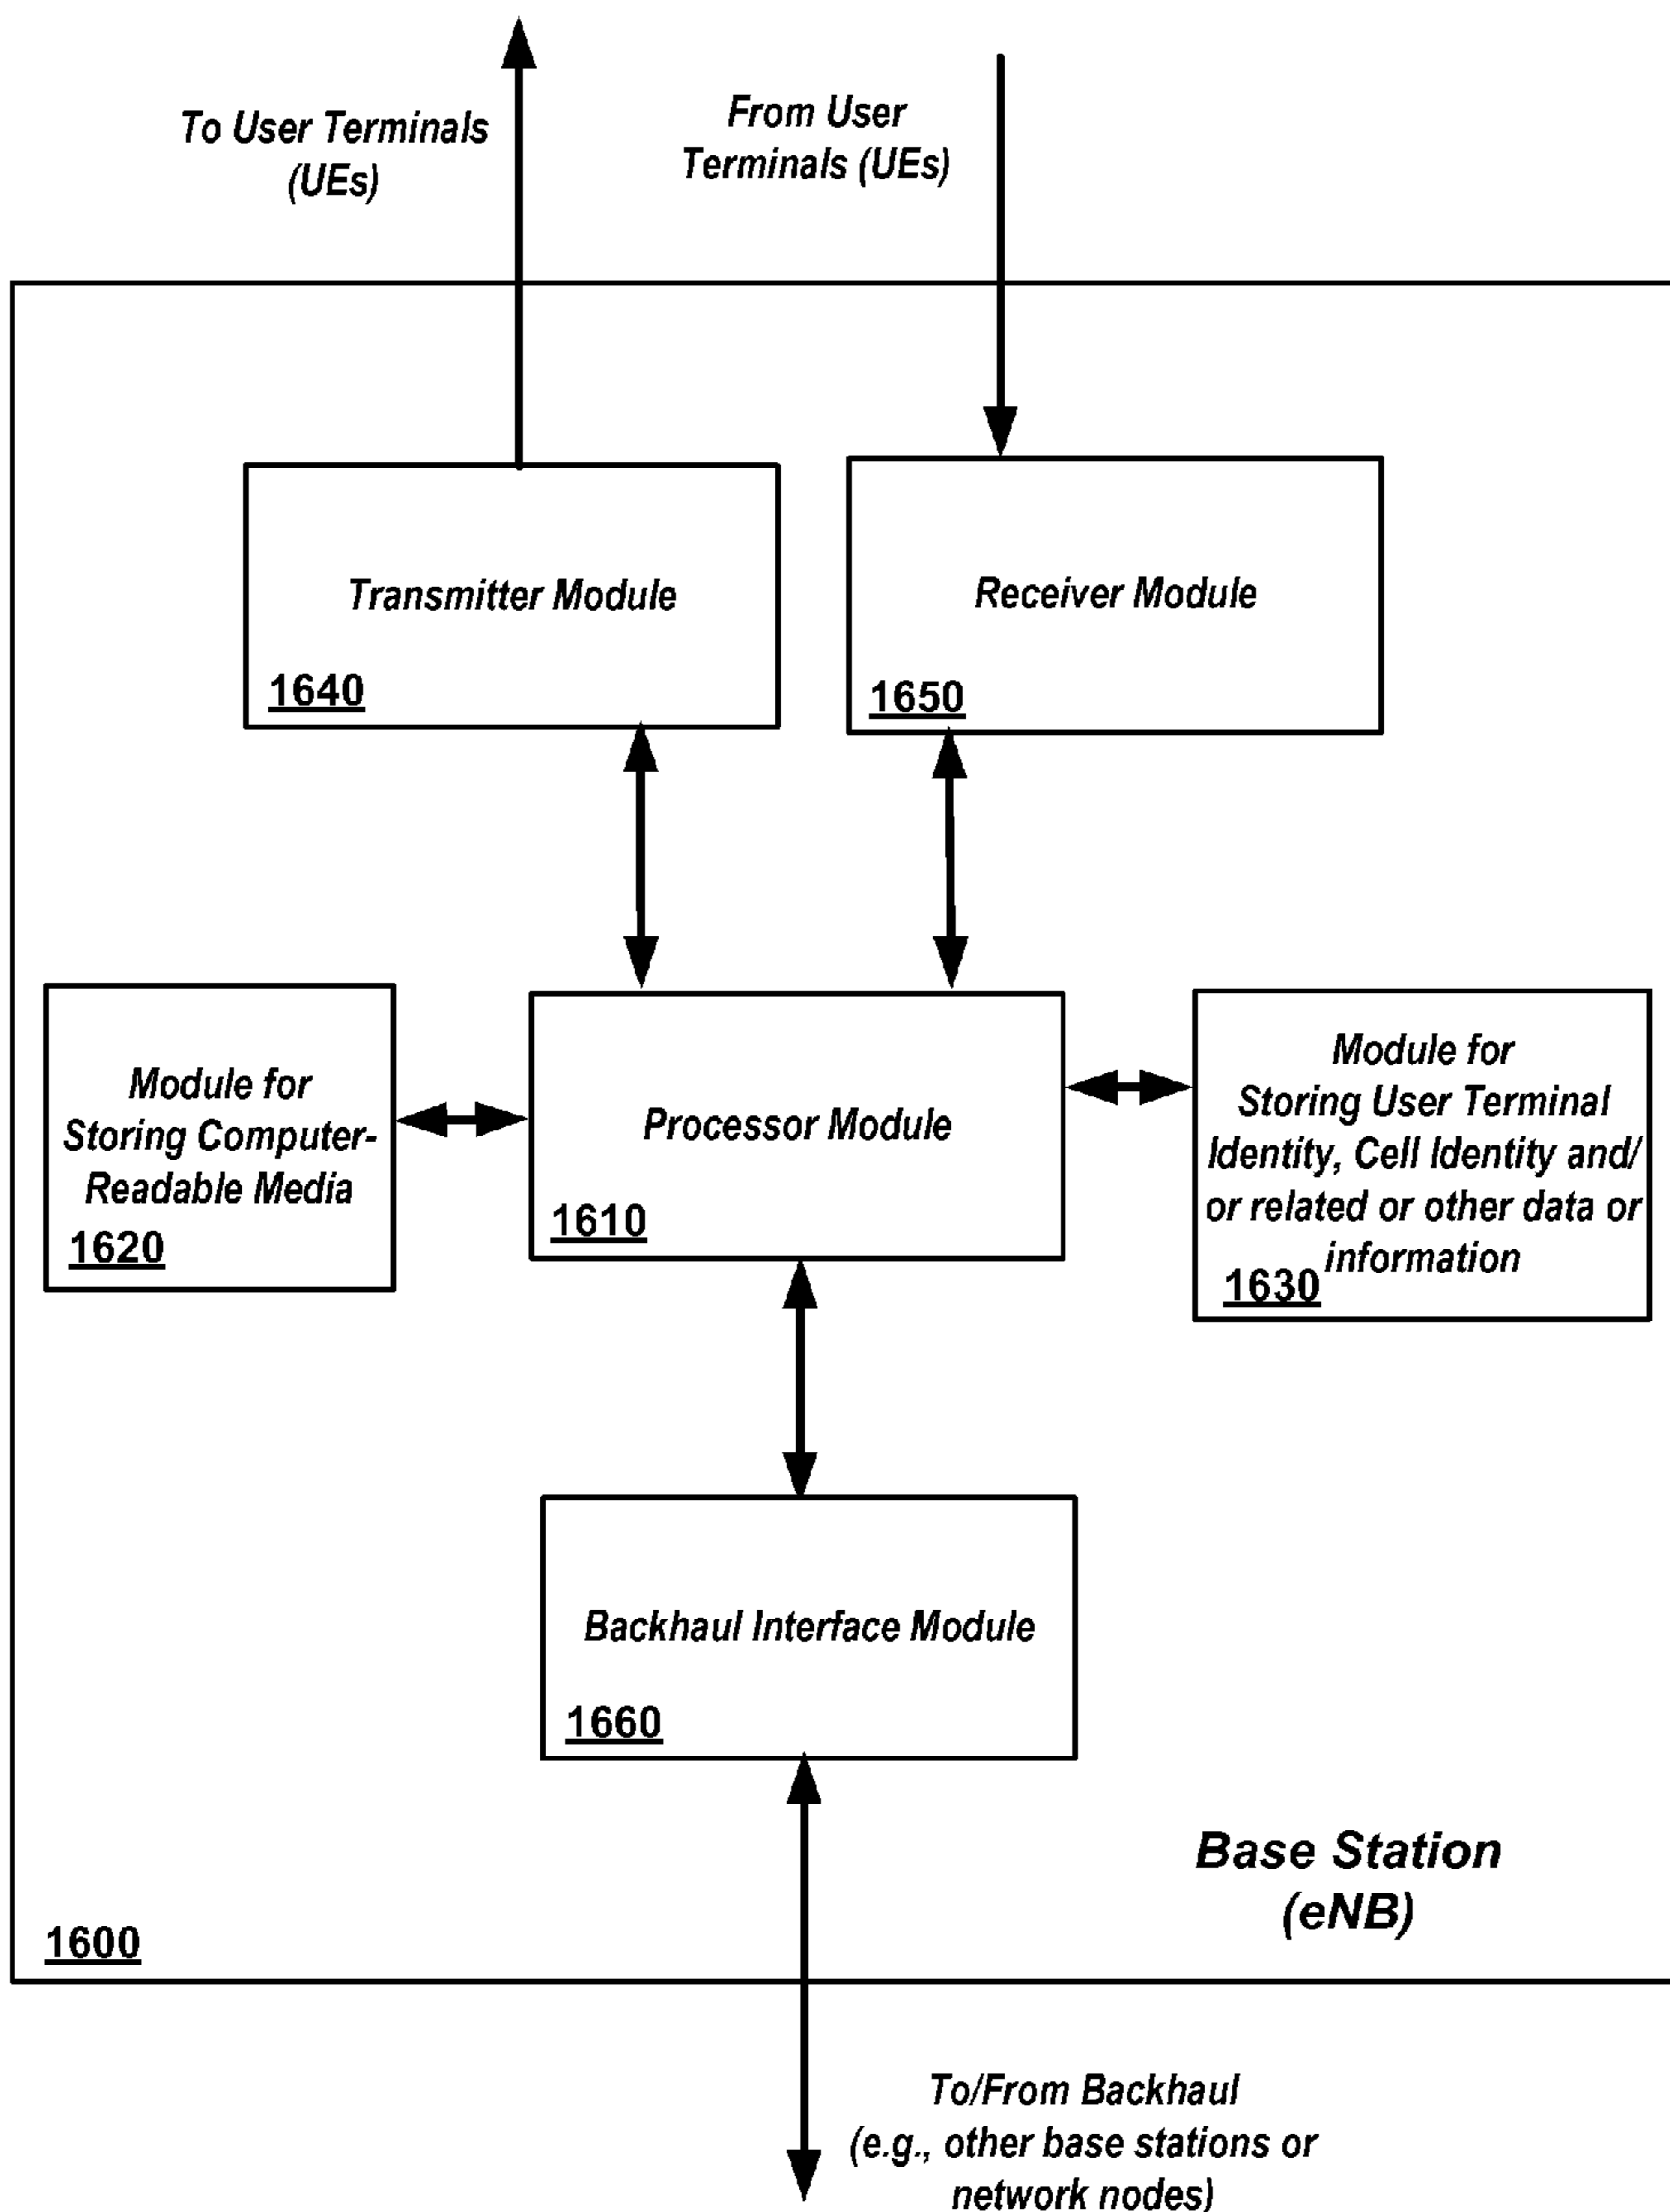 To User Terminals
(UEs)
From User
Terminals (UEs)
Transmitter Module
1640
Receiver Module
1650
Module for
Storing Computer-
Readable Media
1620
Processor Module
1610
Module for
Storing User Terminal
Identity, Cell Identity and/
or related or other data or
information
1630
Backhaul Interface Module
1660
Base Station
(eNB)
1600
To/From Backhaul
(e.g., other base stations or
network nodes)